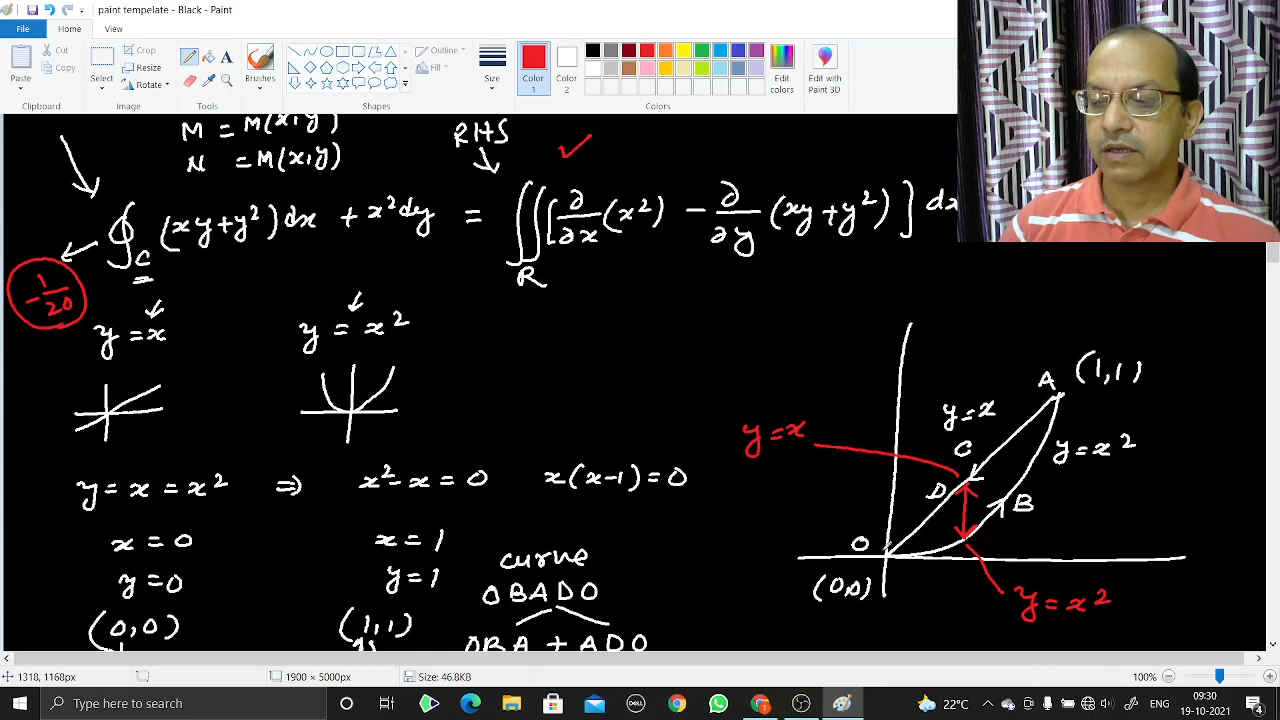 paint template - Black - Paint
File Home View
Paste Cut Copy Clipboard
Select Crop Resize Rotate Image
Tools
Brushes
Outline Fill Shapes
Size
Color 1 Color 2 Colors
Edit colors
Edit with Paint 3D
M = M(x,y)
N = M(x,y)
RHS
∮_C (xy+y²)dx + x²dy = ∬_R [∂/∂x (x²) - ∂/∂y (xy+y²)] dx
-1/20
y = x
y = x²
y = x = x² ⇒ x² - x = 0 x(x-1) = 0
x = 0 x = 1
y = 0 y = 1
(0,0) (1,1)
curve
OBADO
OBA + ADO
A (1,1)
y = x
C
y = x²
y = x
D
B
O
(0,0)
y = x²
1318, 1168px
1900 × 5000px
Size: 46.8KB
100%
Type here to search
22°C
ENG
09:30
19-10-2021